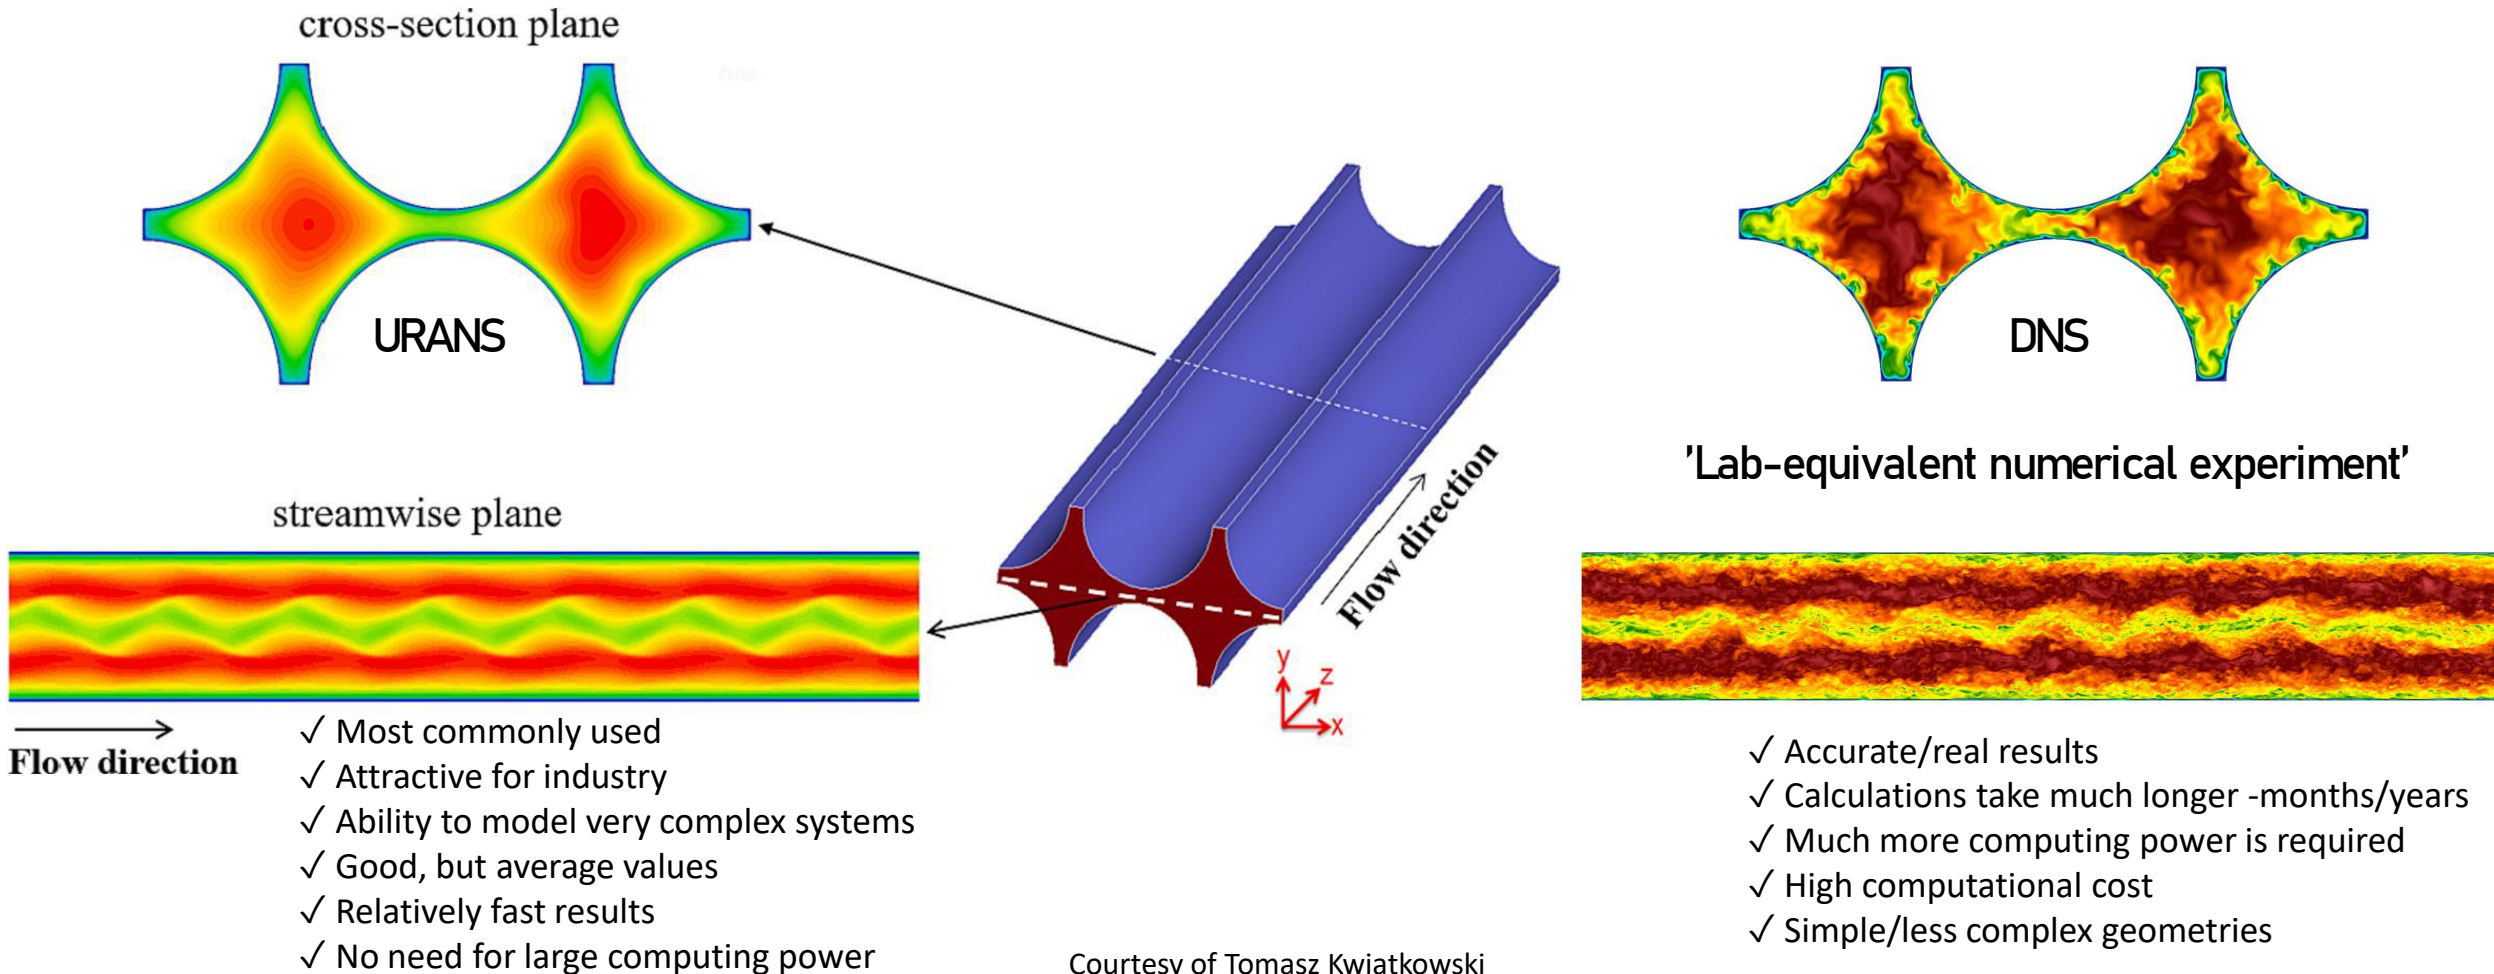 cross-section plane
URANS
DNS
'Lab-equivalent numerical experiment'
streamwise plane
Flow direction
y
z
x
Flow direction
✓ Most commonly used
✓ Attractive for industry
✓ Ability to model very complex systems
✓ Good, but average values
✓ Relatively fast results
✓ No need for large computing power
✓ Accurate/real results
✓ Calculations take much longer -months/years
✓ Much more computing power is required
✓ High computational cost
✓ Simple/less complex geometries
Courtesy of Tomasz Kwiatkowski